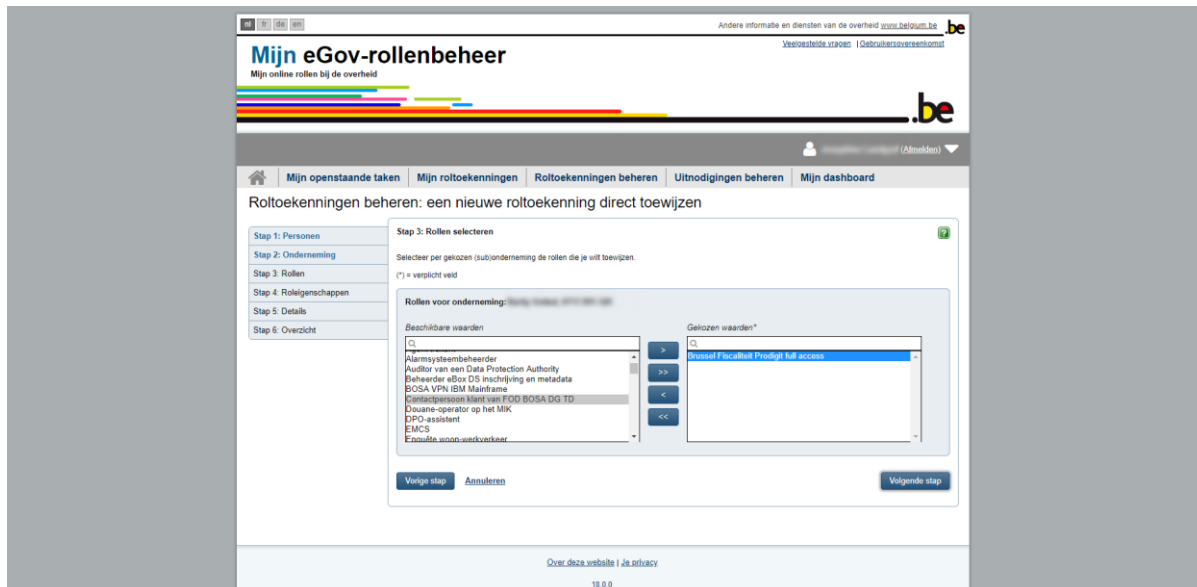 nl fr de en
Andere informatie en diensten van de overheid www.belgium.be
.be
Veelgestelde vragen | Gebruikersovereenkomst
Mijn eGov-rollenbeheer
Mijn online rollen bij de overheid
.be
(Afmelden)
Mijn openstaande taken Mijn roltoekenningen Roltoekenningen beheren Uitnodigingen beheren Mijn dashboard
Roltoekenningen beheren: een nieuwe roltoekenning direct toewijzen
Stap 1: Personen
Stap 2: Onderneming
Stap 3: Rollen
Stap 4: Roleigenschappen
Stap 5: Details
Stap 6: Overzicht
Stap 3: Rollen selecteren
?
Selecteer per gekozen (sub)onderneming de rollen die je wilt toewijzen.
(*) = verplicht veld
Rollen voor onderneming:
Beschikbare waarden
Alarmsysteembeheerder
Auditor van een Data Protection Authority
Beheerder eBox DS inschrijving en metadata
BOSA VPN IBM Mainframe
Contactpersoon klant van FOD BOSA DG TD
Douane-operator op het MIK
DPO-assistent
EMCS
Enquête woon-werkverkeer
>
>>
<
<<
Gekozen waarden*
Brussel Fiscaliteit Prodigit full access
Vorige stap Annuleren Volgende stap
Over deze website | Je privacy
18.0.0